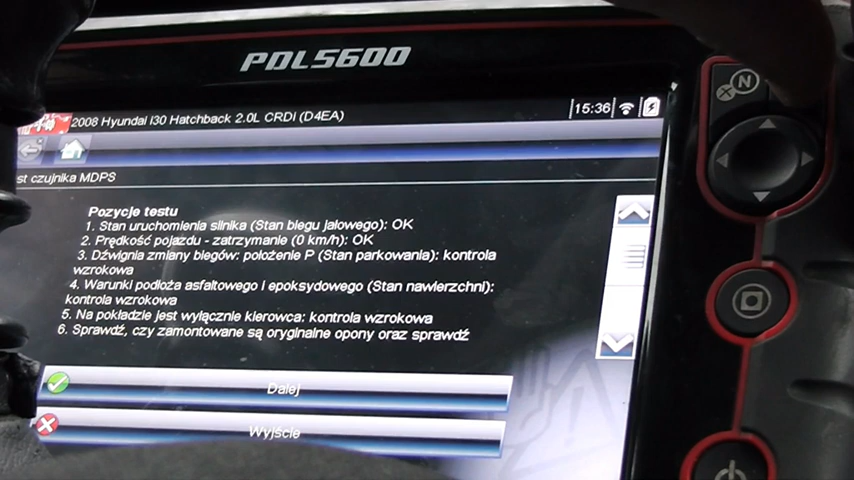 PDL5600
2008 Hyundai I30 Hatchback 2.0L CRDI (D4EA)
15:36
st czujnika MDPS
Pozycje testu
1. Stan uruchomienia silnika (Stan biegu jałowego): OK
2. Prędkość pojazdu - zatrzymanie (0 km/h): OK
3. Dźwignia zmiany biegów: położenie P (Stan parkowania): kontrola
wzrokowa
4. Warunki podłoża asfaltowego i epoksydowego (Stan nawierzchni):
kontrola wzrokowa
5. Na pokładzie jest wyłącznie kierowca: kontrola wzrokowa
6. Sprawdź, czy zamontowane są oryginalne opony oraz sprawdź
Dalej
Wyjście
N
X